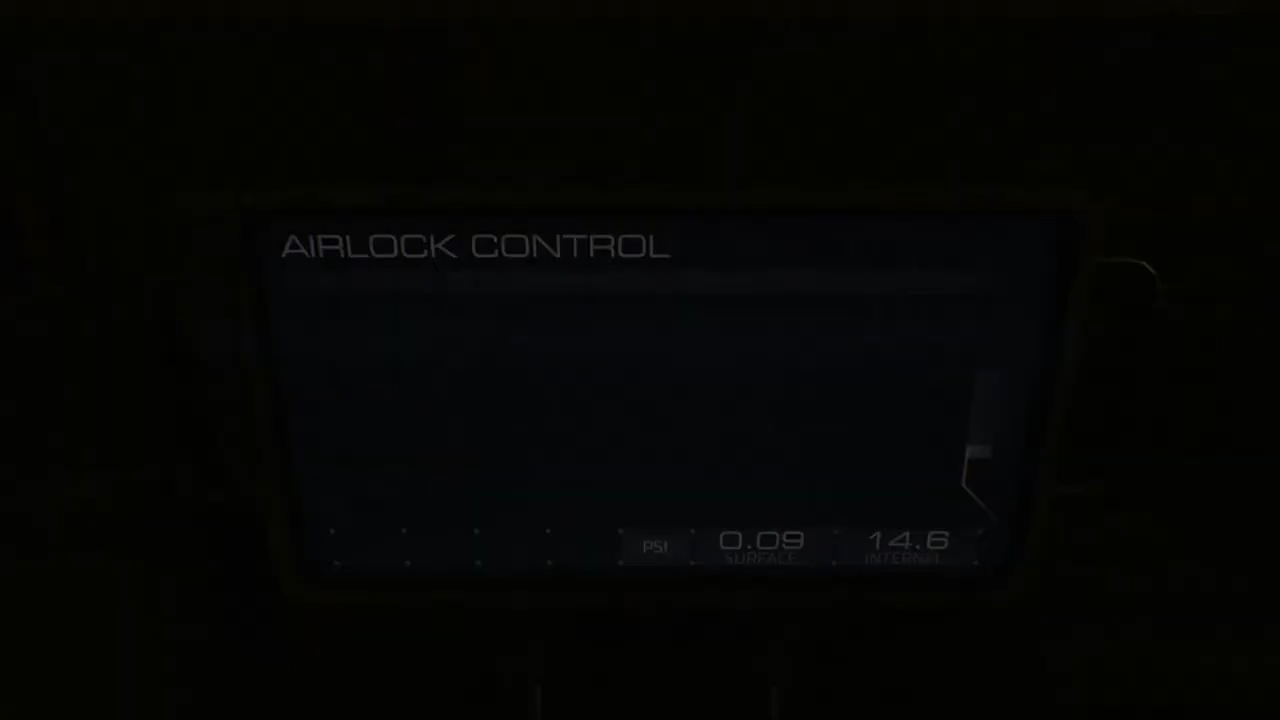 AIRLOCK CONTROL
PSI
0.09
14.6
SURFACE
INTERNAL